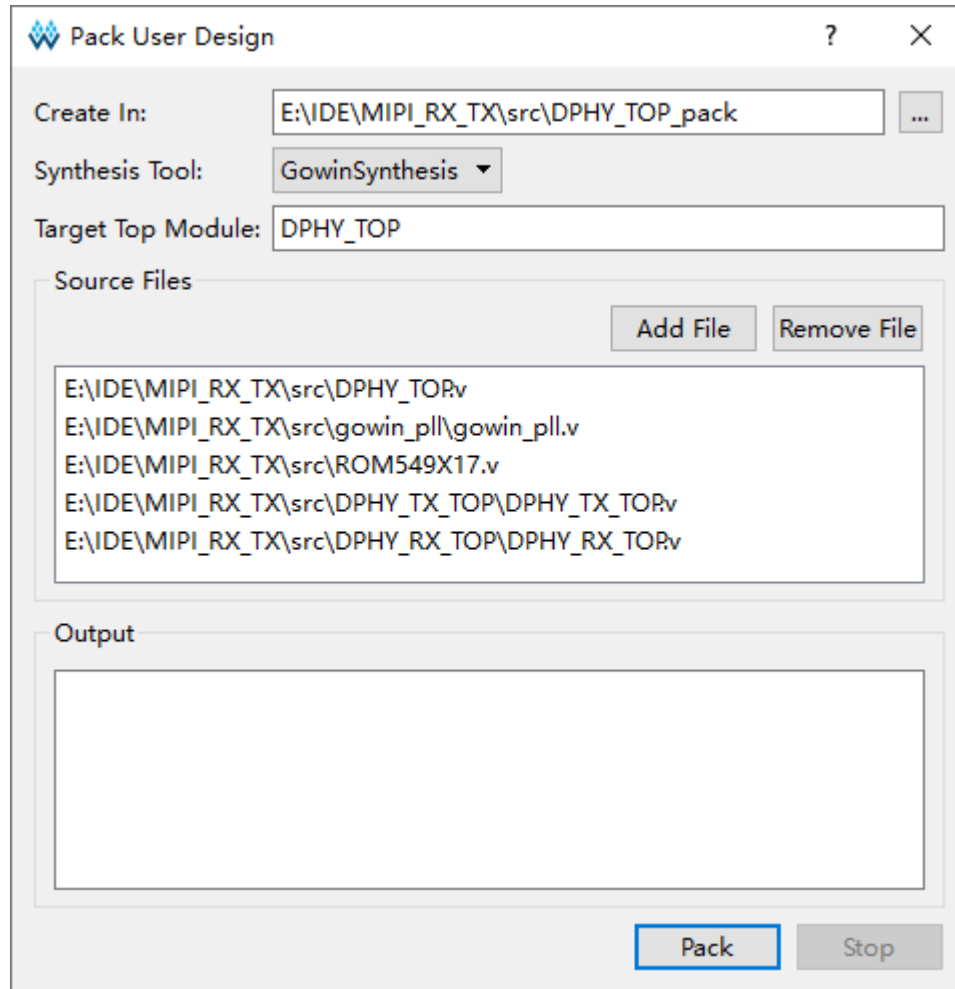 Pack User Design ? ×
Create In: E:\IDE\MIPI_RX_TX\src\DPHY_TOP_pack ...
Synthesis Tool: GowinSynthesis
Target Top Module: DPHY_TOP
Source Files
Add File Remove File
E:\IDE\MIPI_RX_TX\src\DPHY_TOP.v
E:\IDE\MIPI_RX_TX\src\gowin_pll\gowin_pll.v
E:\IDE\MIPI_RX_TX\src\ROM549X17.v
E:\IDE\MIPI_RX_TX\src\DPHY_TX_TOP\DPHY_TX_TOP.v
E:\IDE\MIPI_RX_TX\src\DPHY_RX_TOP\DPHY_RX_TOP.v
Output
Pack Stop